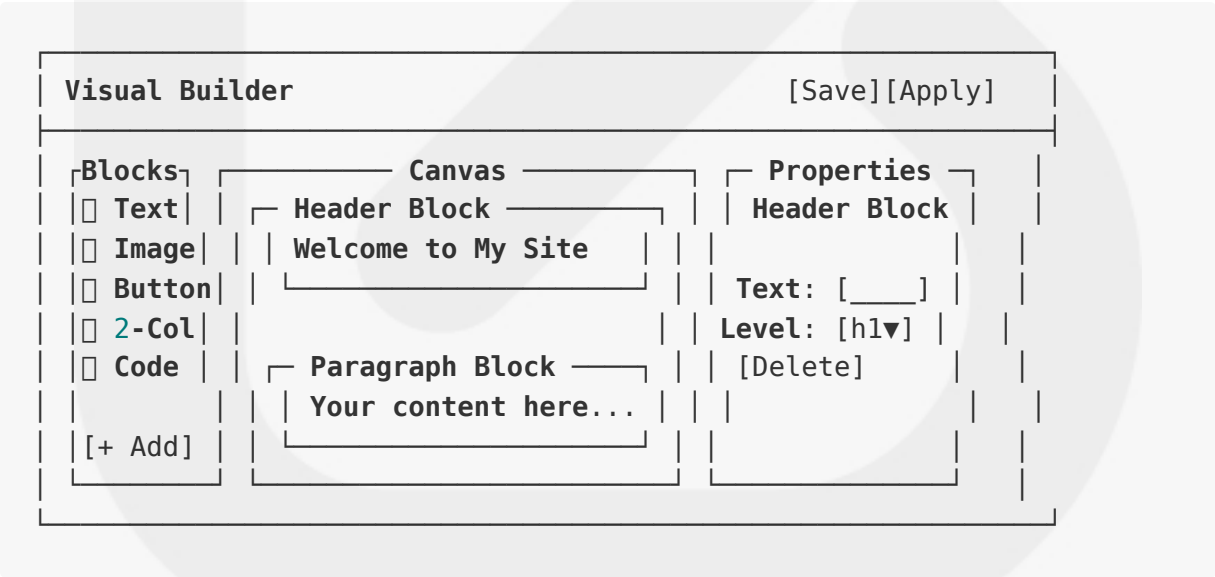 Visual Builder [Save][Apply]
Blocks Canvas Properties
Text Header Block Header Block
Image Welcome to My Site
Button Text: [____]
2-Col Level: [h1▼]
Code Paragraph Block [Delete]
Your content here...
[+ Add]